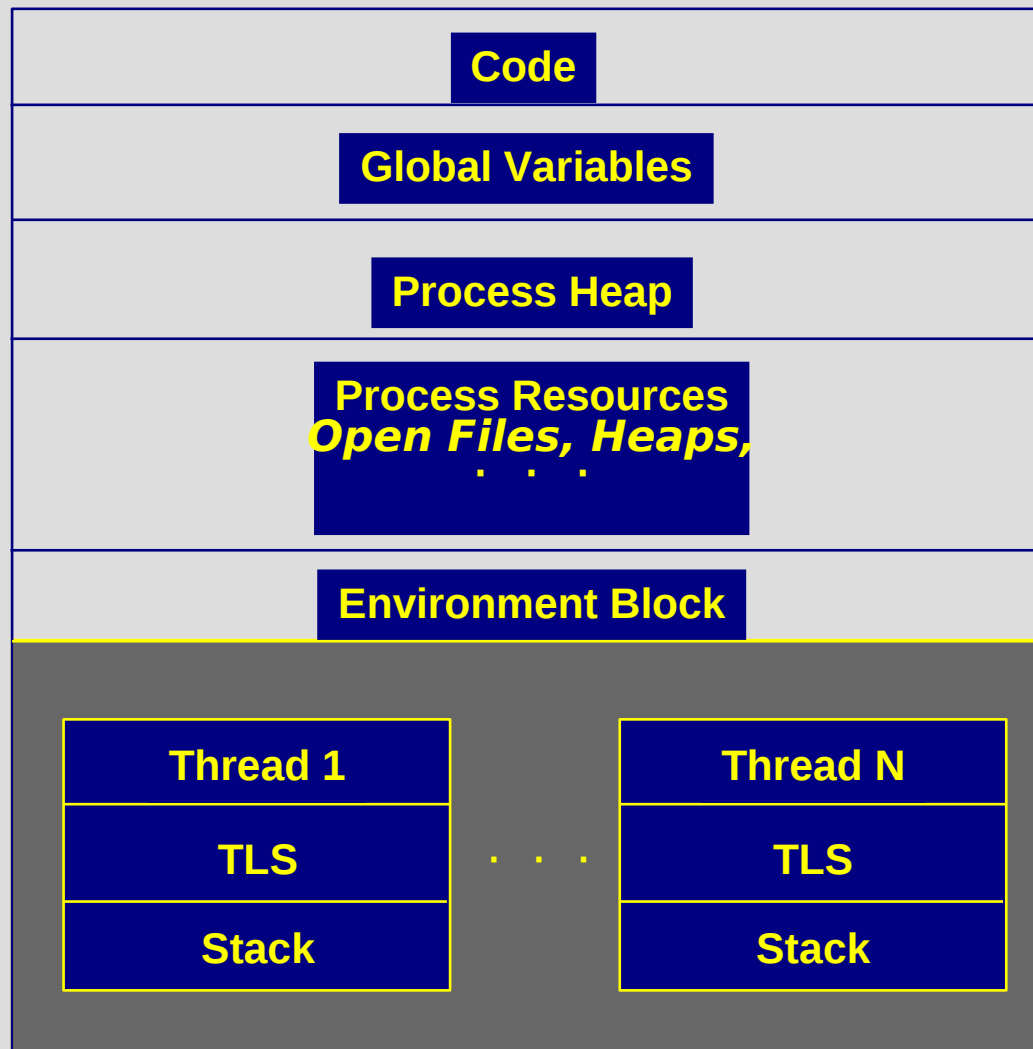 Code
Global Variables
Process Heap
Process Resources
Open Files, Heaps,
. . .
Environment Block
Thread 1
Thread N
TLS
. . .
TLS
Stack
Stack